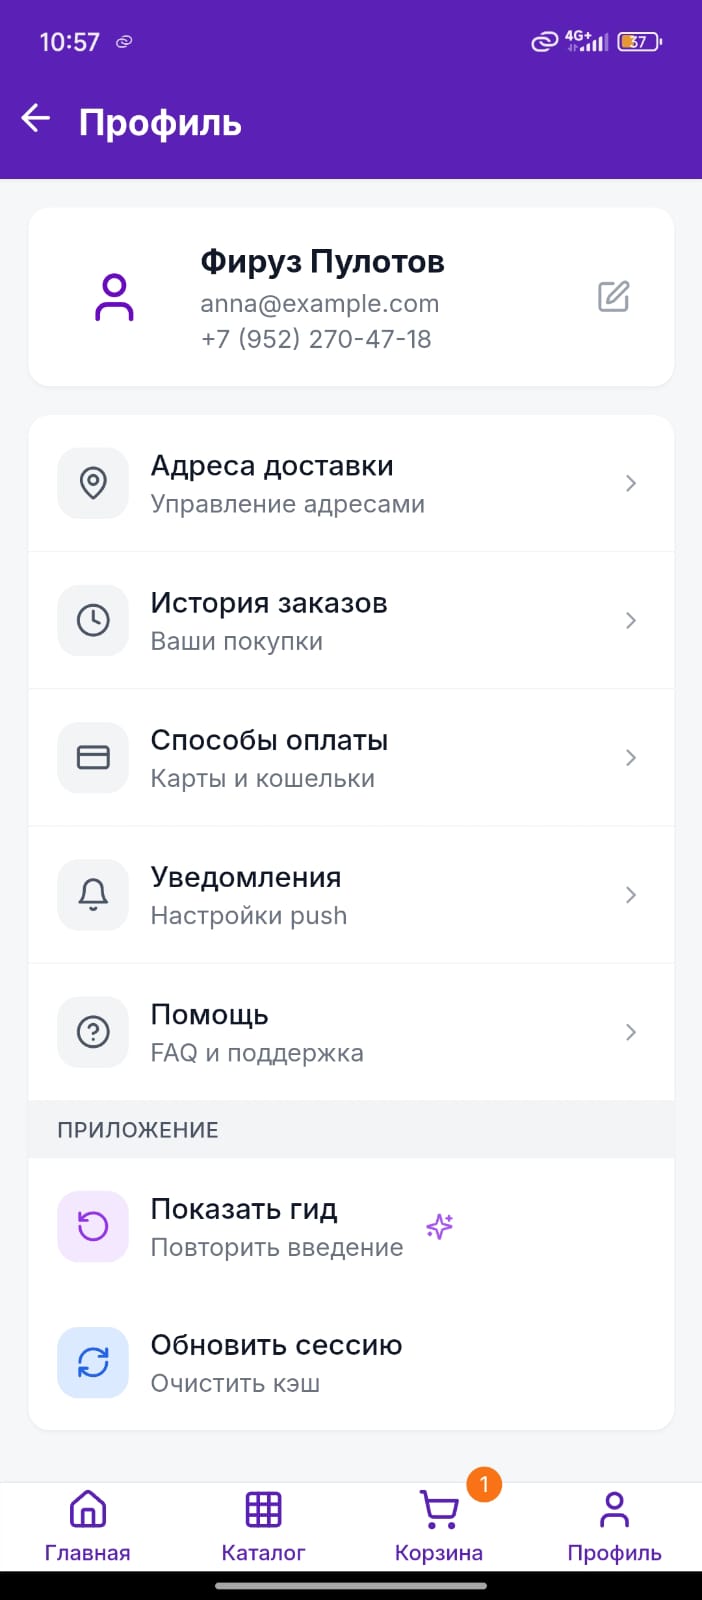 10:57
4G+
37
Профиль
Фируз Пулотов
anna@example.com
+7 (952) 270-47-18
Адреса доставки
Управление адресами
История заказов
Ваши покупки
Способы оплаты
Карты и кошельки
Уведомления
Настройки push
Помощь
FAQ и поддержка
ПРИЛОЖЕНИЕ
Показать гид
Повторить введение
Обновить сессию
Очистить кэш
1
Главная
Каталог
Корзина
Профиль